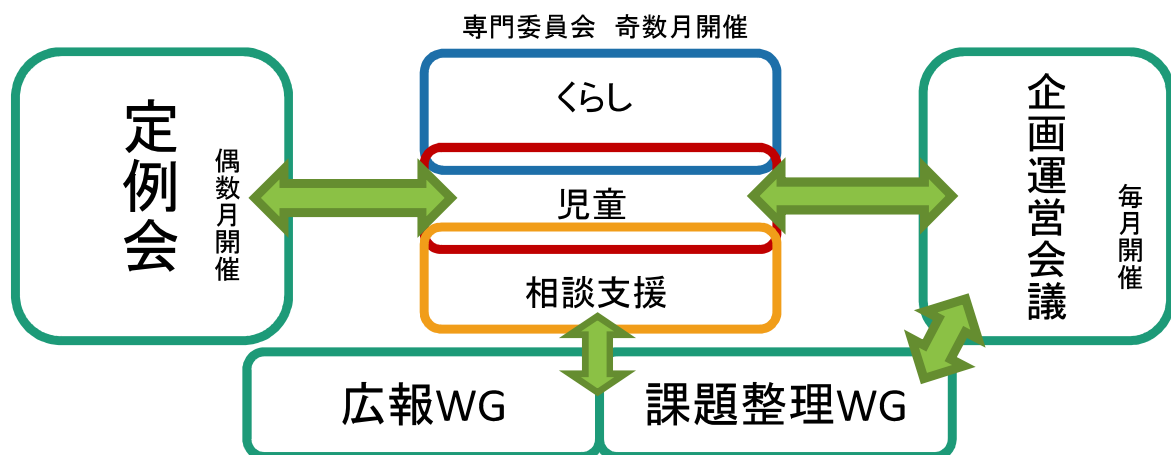 専門委員会 奇数月開催
定例会
偶数月開催
くらし
児童
相談支援
企画運営会議
毎月開催
広報WG
課題整理WG